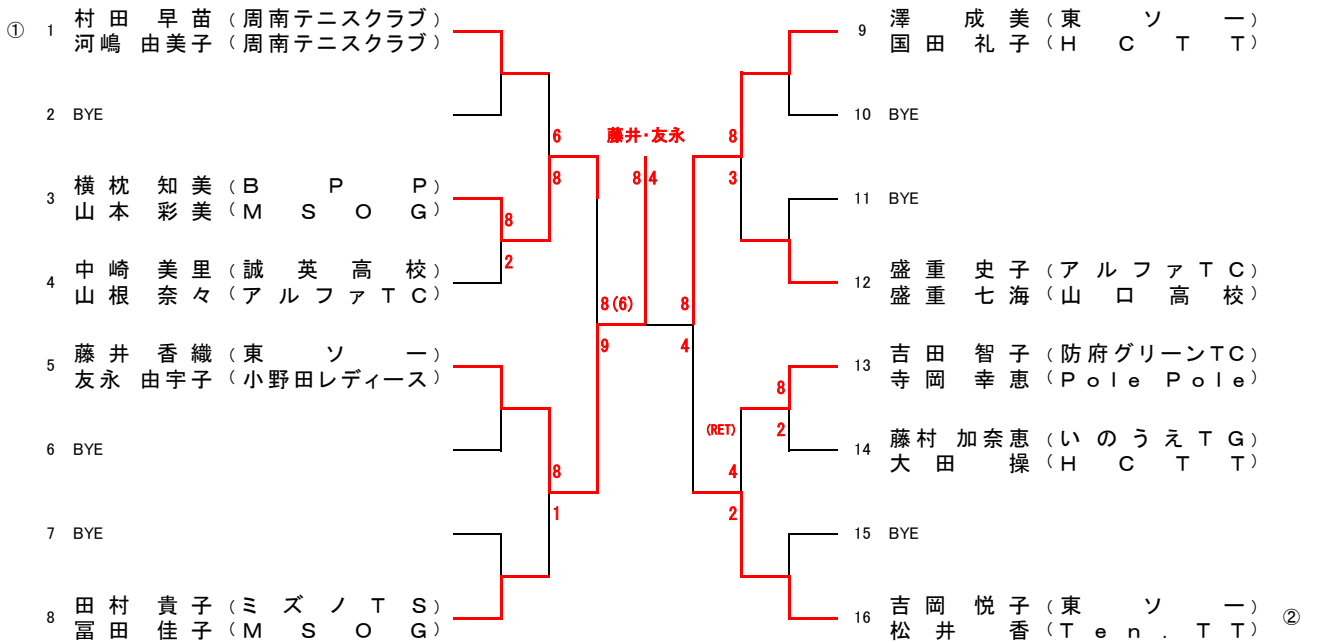 ① 1 村田 早苗 (周南テニスクラブ)
河嶋 由美子 (周南テニスクラブ)
2 BYE
3 横枕 知美 (BPP)
山本 彩美 (MSOG)
4 中崎 美里 (誠英高校)
山根 奈々 (アルファTC)
5 藤井 香織 (東ソー)
友永 由宇子 (小野田レディース)
6 BYE
7 BYE
8 田村 貴子 (ミズノTS)
冨田 佳子 (MSOG)
6
8
8
2
8
1
8(6)
9
藤井・友永
8 4
8
4
8
3
8
2
(RET)
4
2
9 澤 成美 (東ソー)
国田 礼子 (HCTT)
10 BYE
11 BYE
12 盛重 史子 (アルファTC)
盛重 七海 (山口高校)
13 吉田 智子 (防府グリーンTC)
寺岡 幸恵 (Pole Pole)
14 藤村 加奈恵 (いのうえTG)
大田 操 (HCTT)
15 BYE
16 吉岡 悦子 (東ソー) ②
松井 香 (Ten.TT)